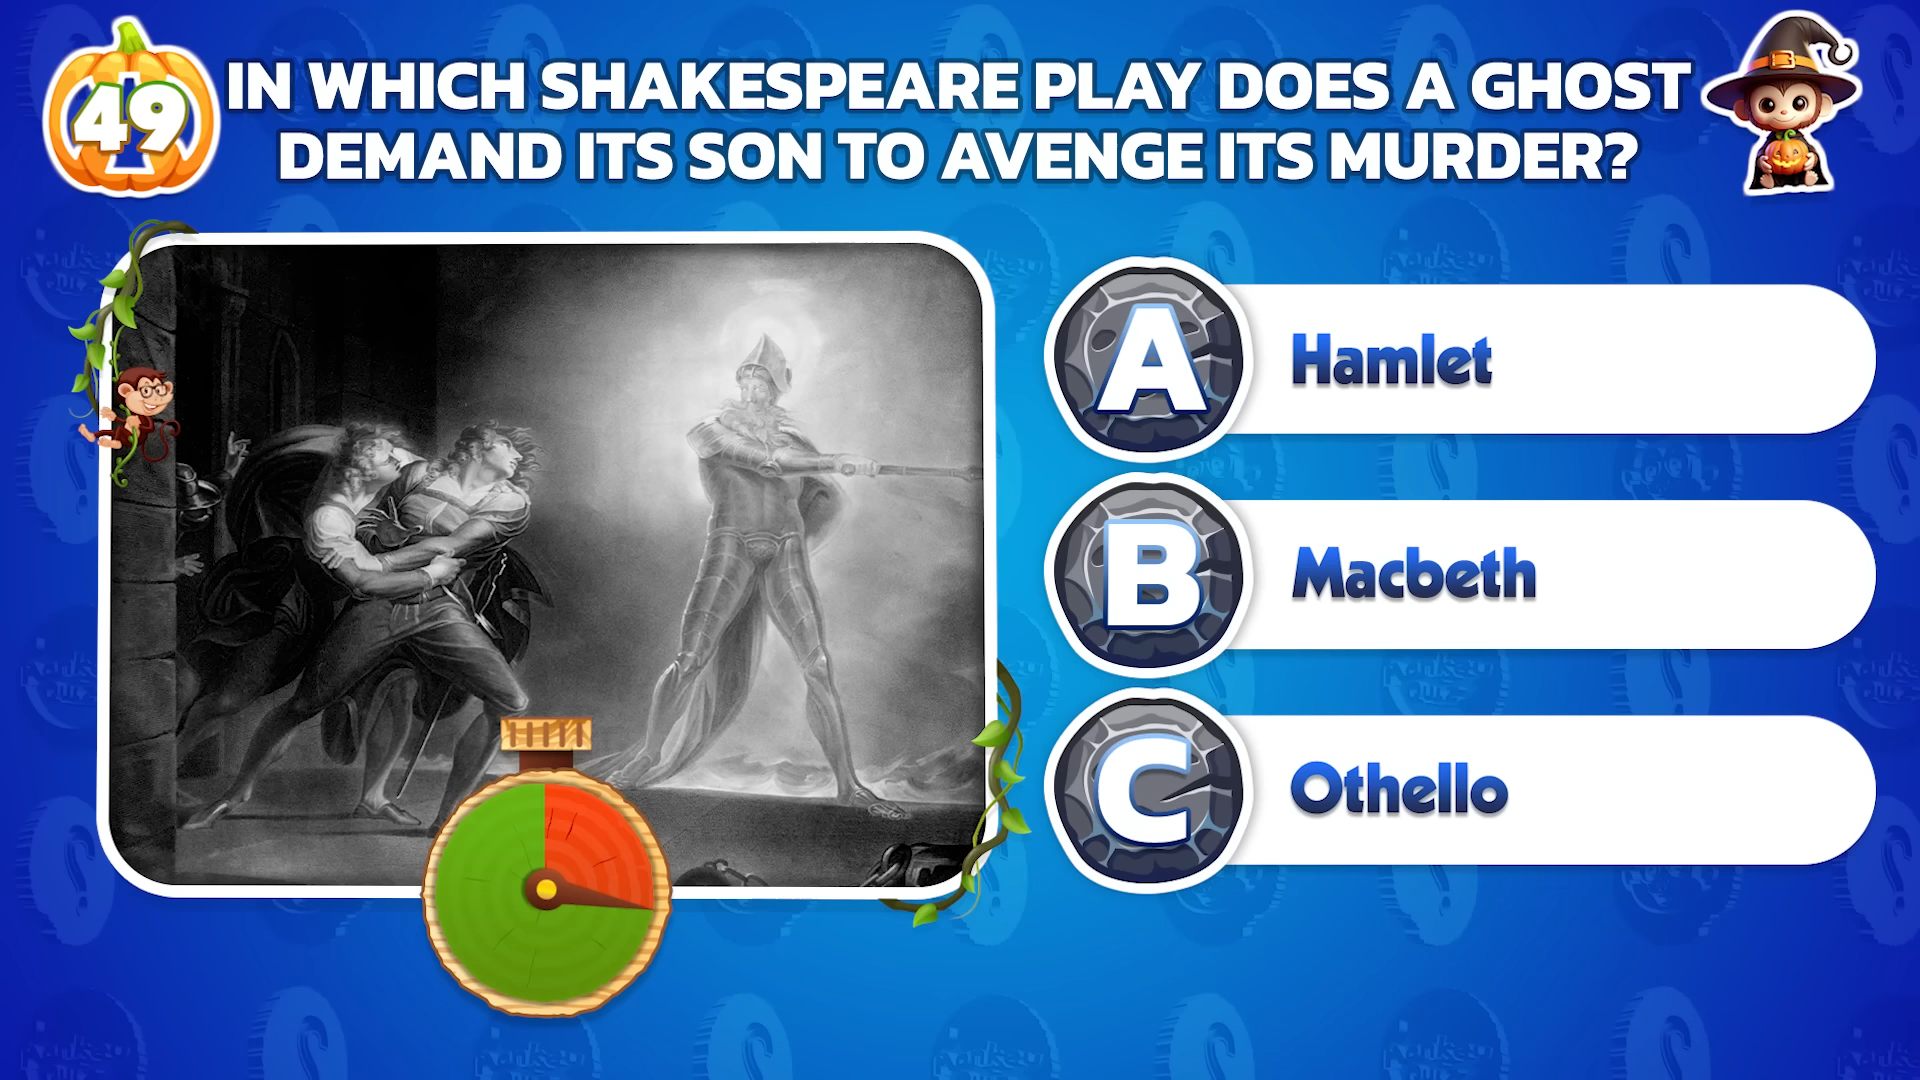 49
IN WHICH SHAKESPEARE PLAY DOES A GHOST
DEMAND ITS SON TO AVENGE ITS MURDER?
A
Hamlet
B
Macbeth
C
Othello